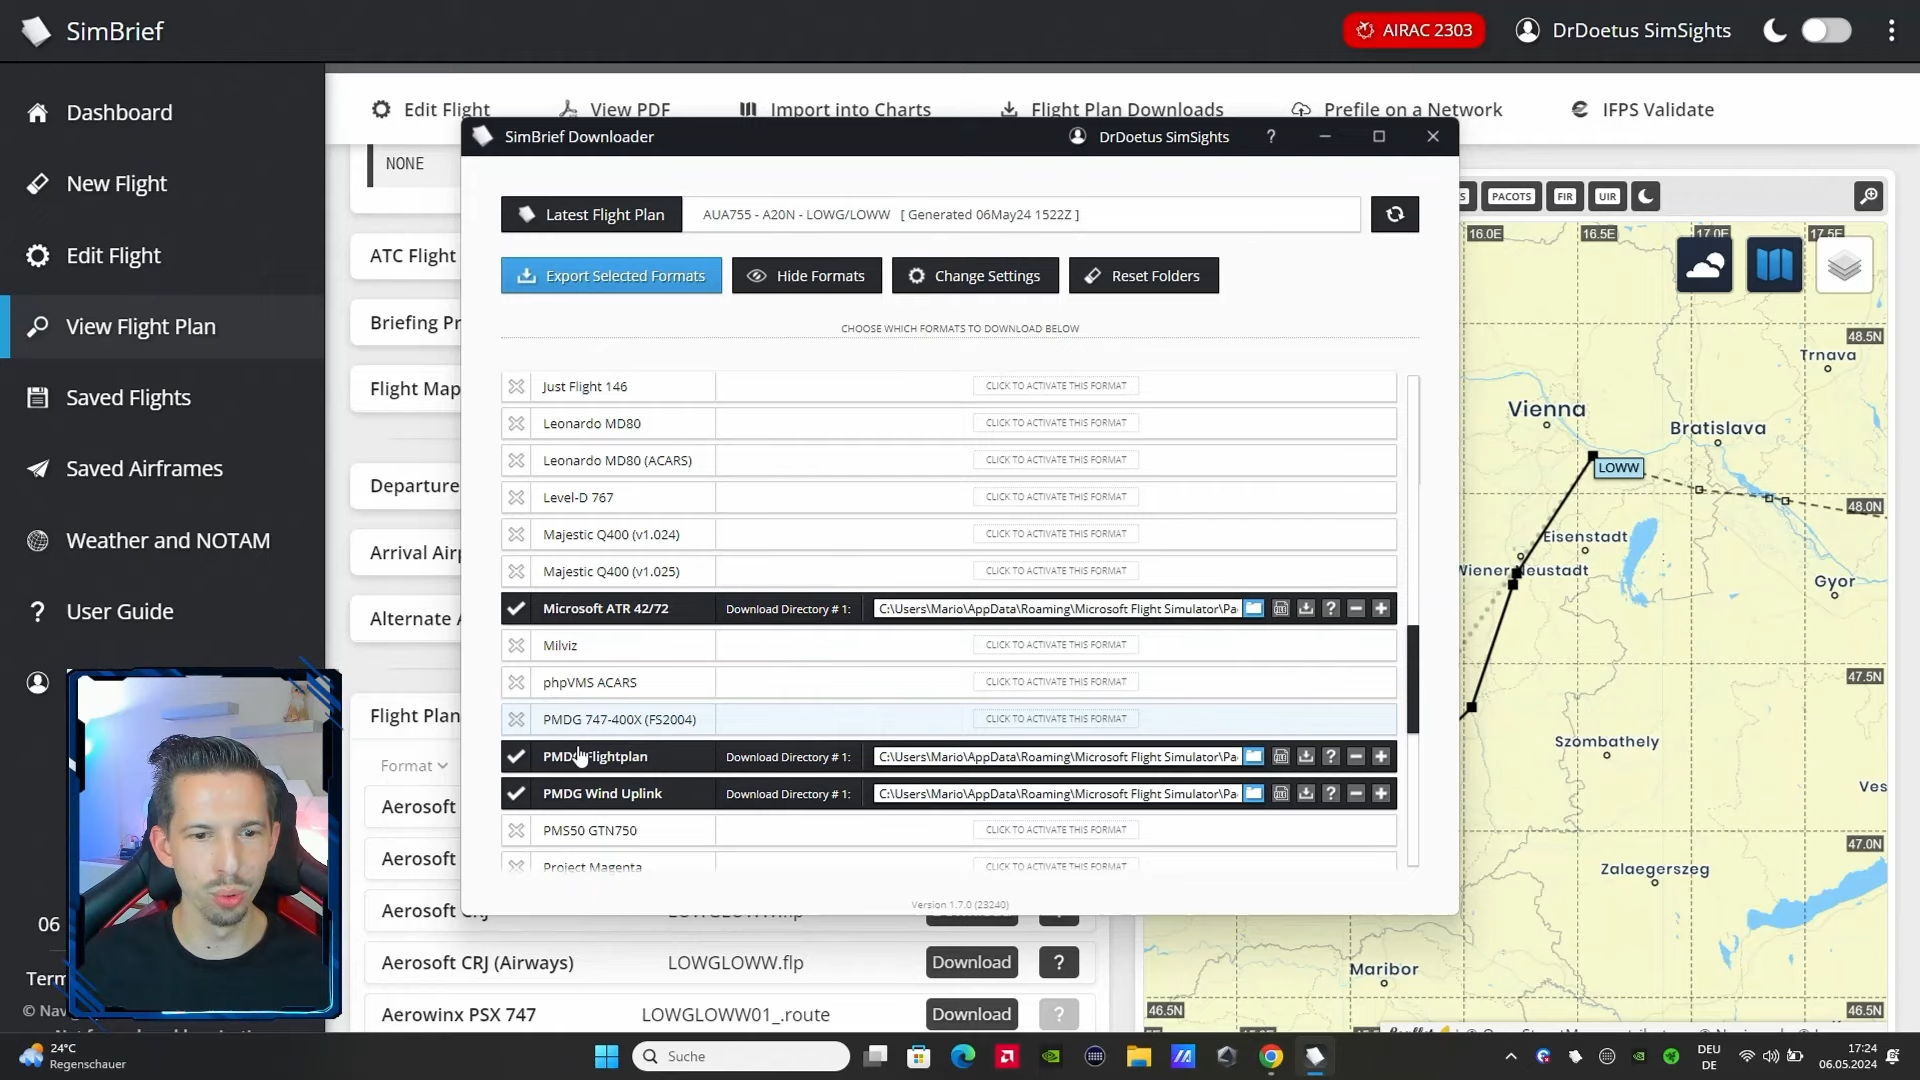 SimBrief
AIRAC 2303
DrDoetus SimSights
Dashboard
New Flight
Edit Flight
View Flight Plan
Saved Flights
Saved Airframes
Weather and NOTAM
User Guide
06
Term
© Nav
Edit Flight
View PDF
Import into Charts
Flight Plan Downloads
Prefile on a Network
IFPS Validate
NONE
ATC Flight
Briefing Pr
Flight Map
Departure
Arrival Air
Alternate A
Flight Plan
Format
Aerosoft
Aerosoft
Aerosoft CRJ
LOWGLOWW.flp
Aerosoft CRJ (Airways)
LOWGLOWW.flp
Download
?
Aerowinx PSX 747
LOWGLOWW01_.route
Download
?
SimBrief Downloader
DrDoetus SimSights
?
Latest Flight Plan
AUA755 - A20N - LOWG/LOWW [ Generated 06May24 1522Z ]
Export Selected Formats
Hide Formats
Change Settings
Reset Folders
CHOOSE WHICH FORMATS TO DOWNLOAD BELOW
Just Flight 146
CLICK TO ACTIVATE THIS FORMAT
Leonardo MD80
CLICK TO ACTIVATE THIS FORMAT
Leonardo MD80 (ACARS)
CLICK TO ACTIVATE THIS FORMAT
Level-D 767
CLICK TO ACTIVATE THIS FORMAT
Majestic Q400 (v1.024)
CLICK TO ACTIVATE THIS FORMAT
Majestic Q400 (v1.025)
CLICK TO ACTIVATE THIS FORMAT
Microsoft ATR 42/72
Download Directory # 1:
C:\Users\Mario\AppData\Roaming\Microsoft Flight Simulator\Pa
?
Milviz
CLICK TO ACTIVATE THIS FORMAT
phpVMS ACARS
CLICK TO ACTIVATE THIS FORMAT
PMDG 747-400X (FS2004)
CLICK TO ACTIVATE THIS FORMAT
PMDG Flightplan
Download Directory # 1:
C:\Users\Mario\AppData\Roaming\Microsoft Flight Simulator\Pa
?
PMDG Wind Uplink
Download Directory # 1:
C:\Users\Mario\AppData\Roaming\Microsoft Flight Simulator\Pa
?
PMS50 GTN750
CLICK TO ACTIVATE THIS FORMAT
Project Magenta
CLICK TO ACTIVATE THIS FORMAT
Version 1.7.0 (23240)
S
PACOTS
FIR
UIR
16.0E
16.5E
17.0E
17.5E
48.5N
Trnava
Vienna
Bratislava
LOWW
48.0N
Eisenstadt
Wiener Neustadt
Gyor
47.5N
Szombathely
Ves
47.0N
Zalaegerszeg
Maribor
46.5N
46.5N
24°C
Regenschauer
Suche
DEU
DE
17:24
06.05.2024